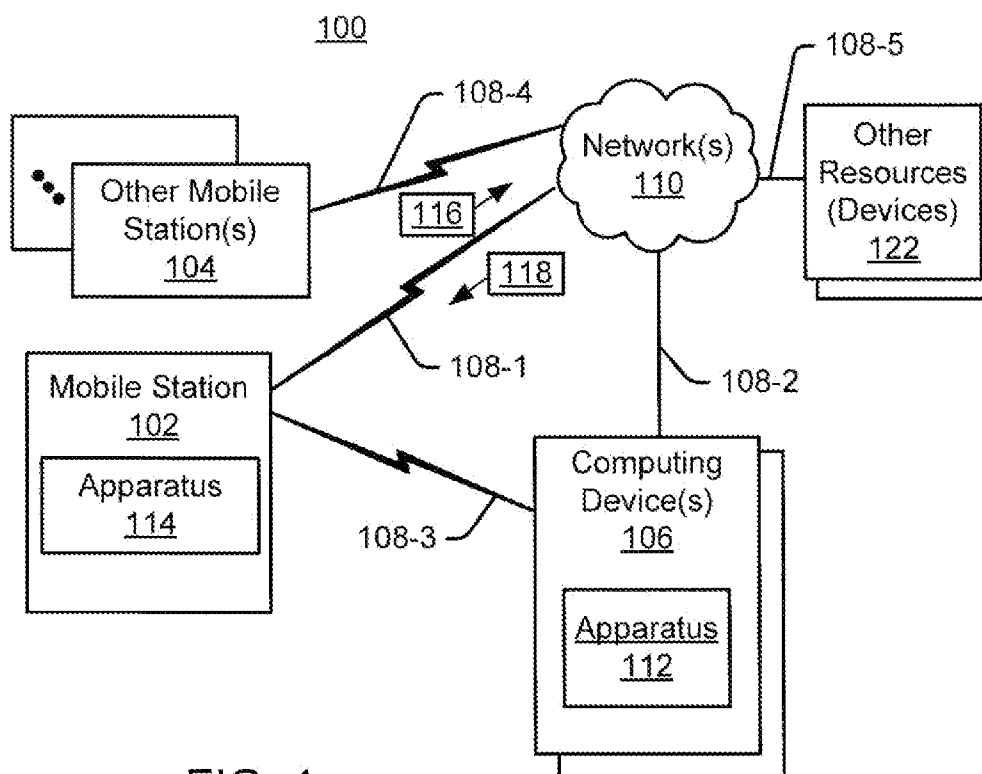 100
108-5
108-4
Network(s)
110
Other
Resources
(Devices)
122
Other Mobile
Station(s)
104
116
118
108-1
108-2
Mobile Station
102
Apparatus
114
108-3
Computing
Device(s)
106
Apparatus
112